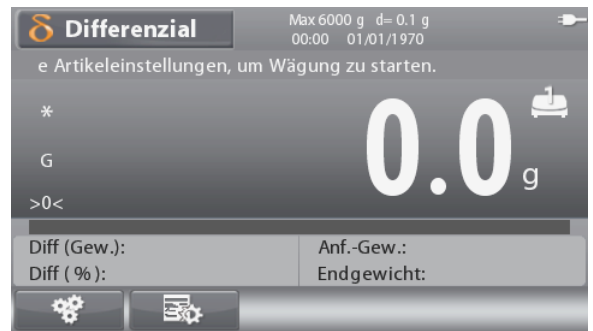 δ Differenzial
Max 6000 g d= 0.1 g
00:00 01/01/1970
e Artikeleinstellungen, um Wägung zu starten.
*
1
0.0 g
G
>0<
Diff (Gew.): Anf.-Gew.:
Diff ( % ): Endgewicht: